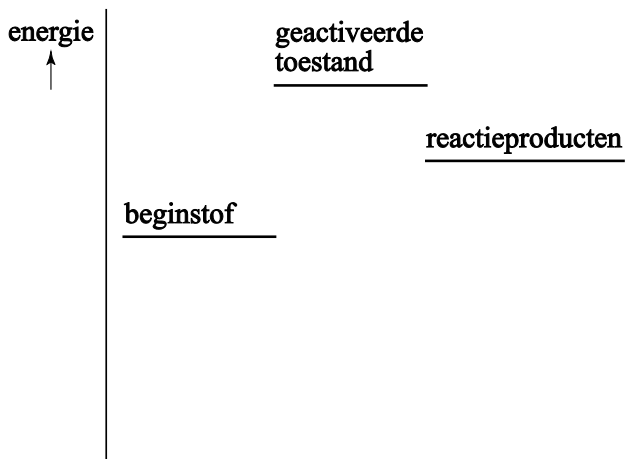 energie
geactiveerde
toestand
reactieproducten
beginstof